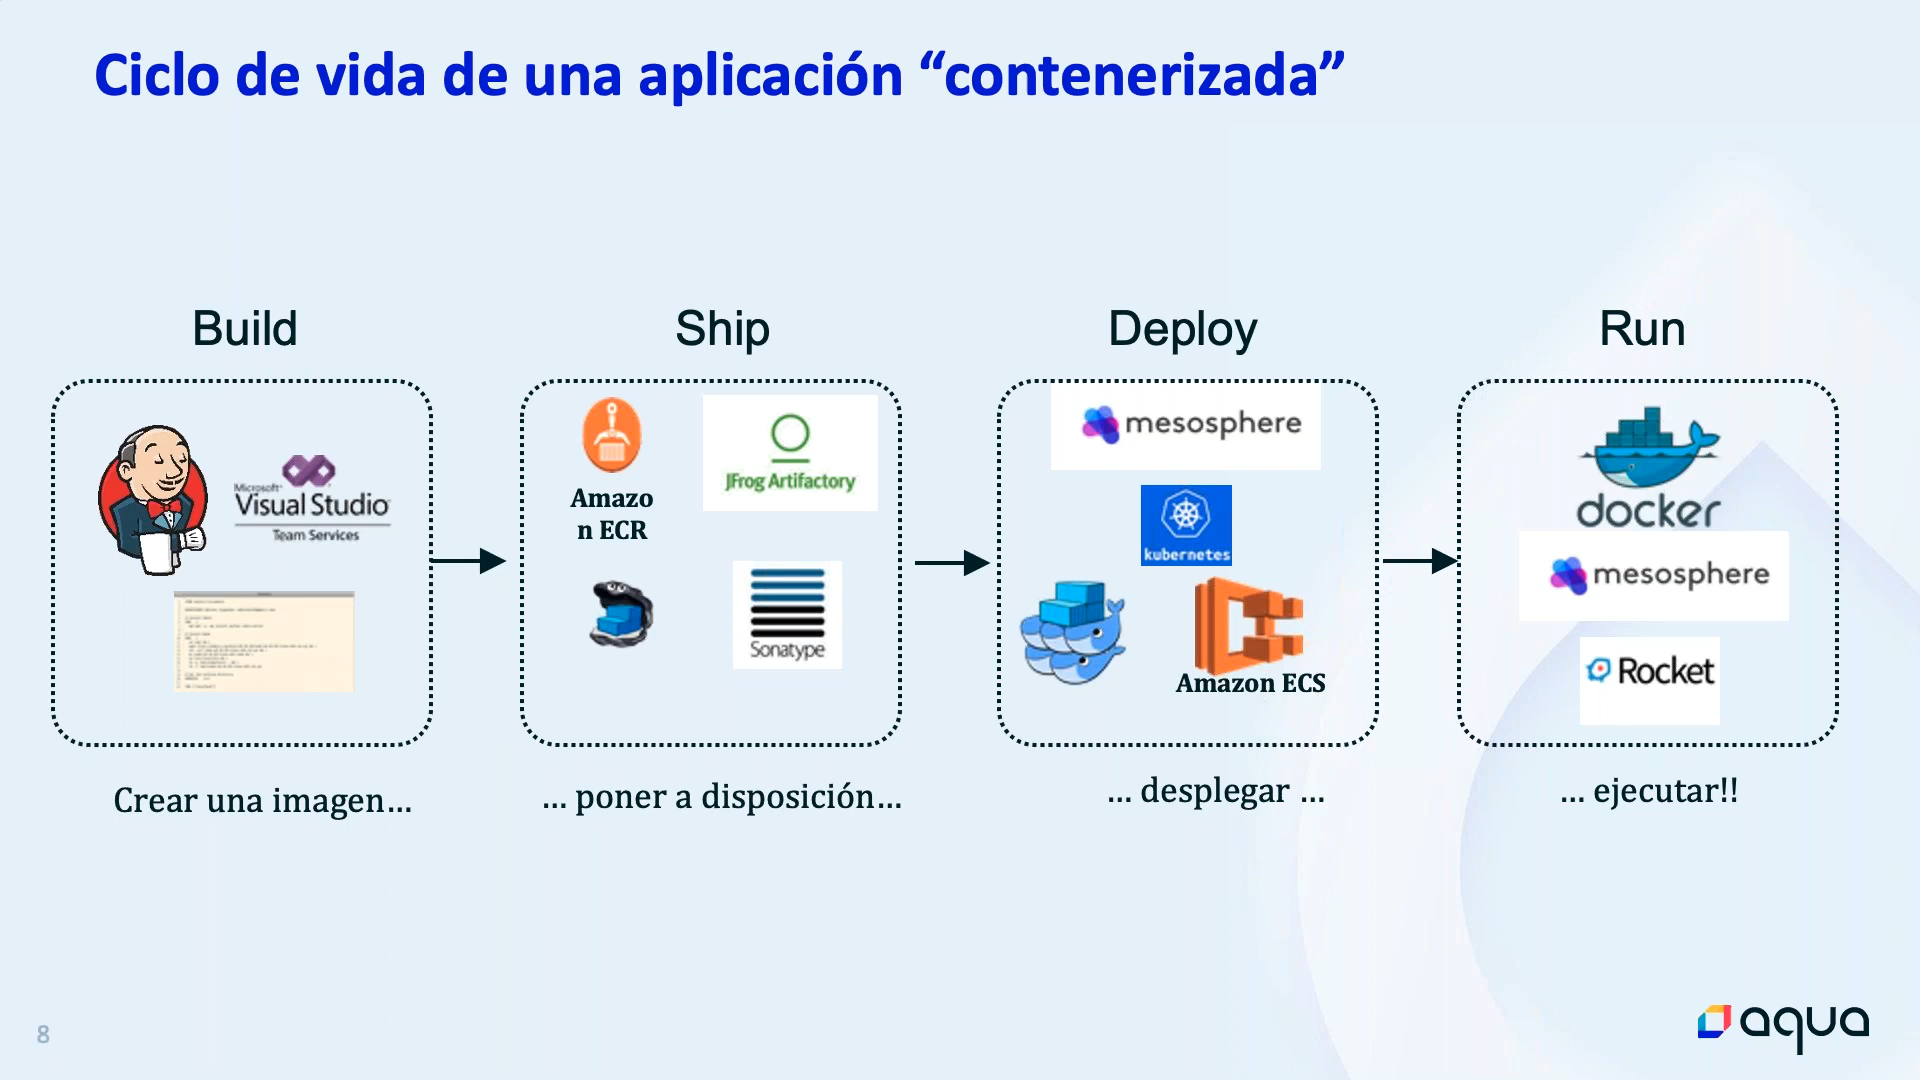 Ciclo de vida de una aplicación “contenerizada”
Build
Ship
Deploy
Run
Microsoft
Visual Studio
Team Services
Amazo
n ECR
JFrog Artifactory
Sonatype
mesosphere
kubernetes
Amazon ECS
docker
mesosphere
Rocket
Crear una imagen...
... poner a disposición...
... desplegar ...
... ejecutar!!
8
aqua